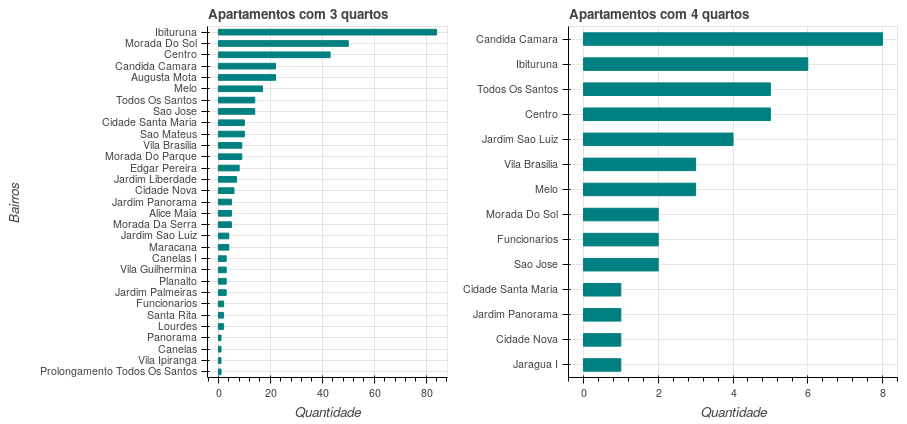 Apartamentos com 3 quartos
Bairros
Ibituruna
Morada Do Sol
Centro
Candida Camara
Augusta Mota
Melo
Todos Os Santos
Sao Jose
Cidade Santa Maria
Sao Mateus
Vila Brasilia
Morada Do Parque
Edgar Pereira
Jardim Liberdade
Cidade Nova
Jardim Panorama
Alice Maia
Morada Da Serra
Jardim Sao Luiz
Maracana
Canelas I
Vila Guilhermina
Planalto
Jardim Palmeiras
Funcionarios
Santa Rita
Lourdes
Panorama
Canelas
Vila Ipiranga
Prolongamento Todos Os Santos
0 20 40 60 80
Quantidade
Apartamentos com 4 quartos
Candida Camara
Ibituruna
Todos Os Santos
Centro
Jardim Sao Luiz
Vila Brasilia
Melo
Morada Do Sol
Funcionarios
Sao Jose
Cidade Santa Maria
Jardim Panorama
Cidade Nova
Jaragua I
0 2 4 6 8
Quantidade